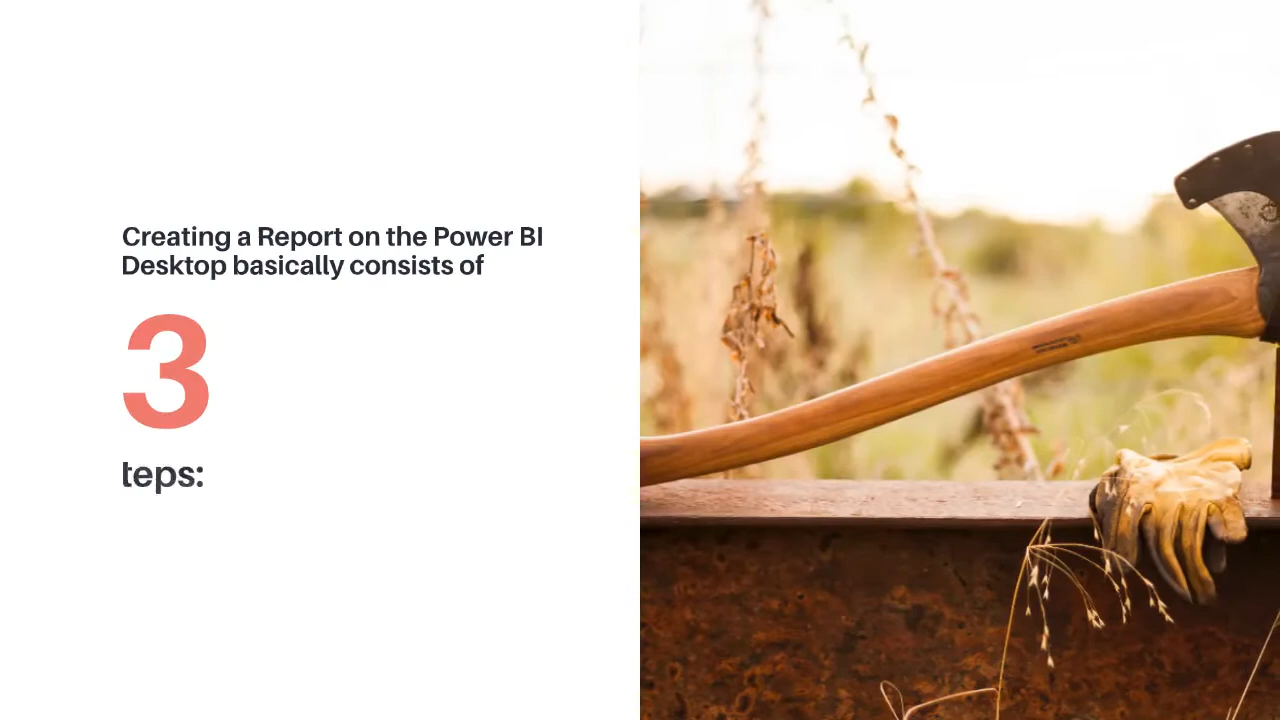 Creating a Report on the Power BI
Desktop basically consists of
3
teps: